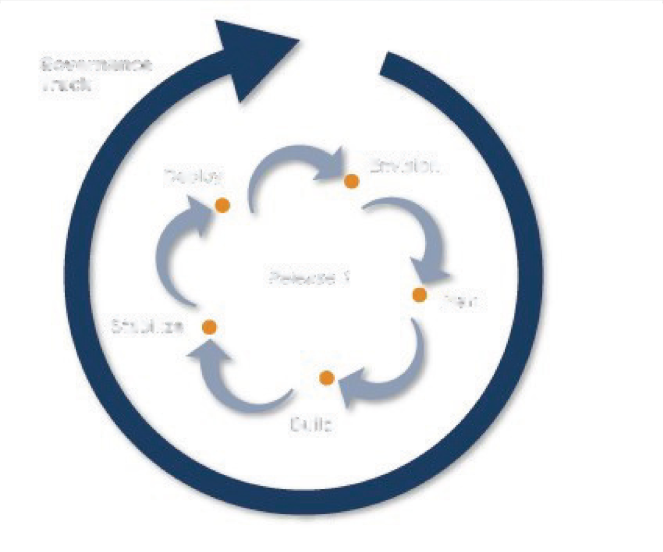 Governance
Track
Deploy
Envision
Release 1
Plan
Stabilize
Build